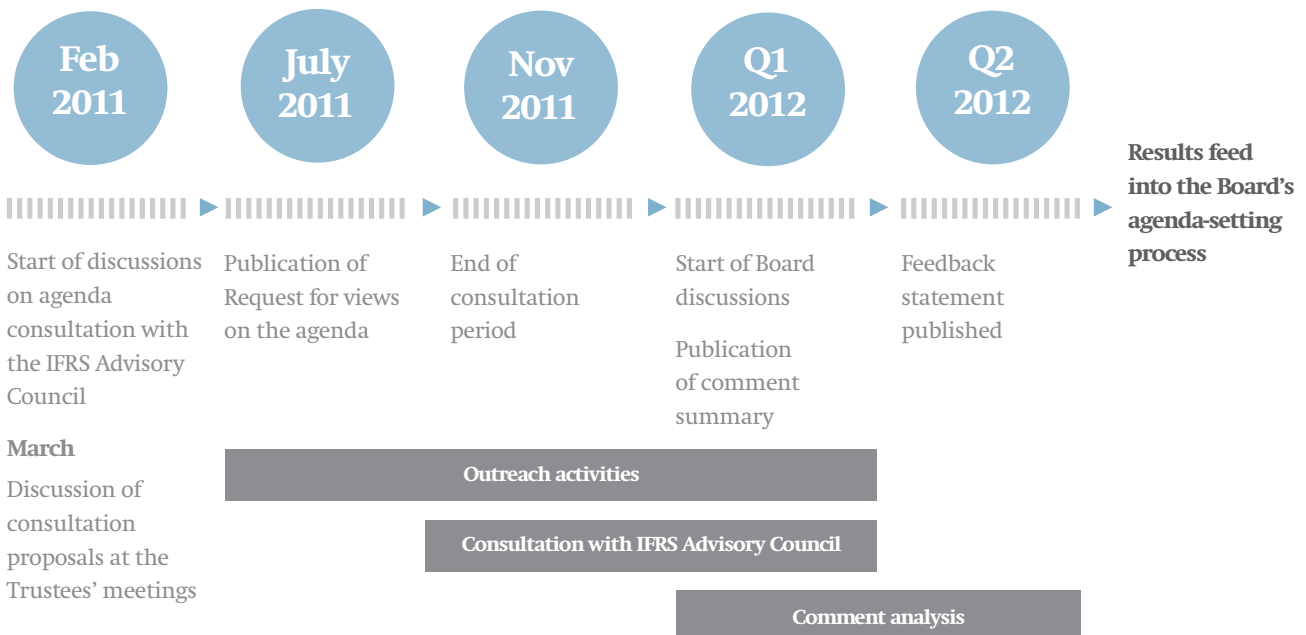 Feb
2011
July
2011
Nov
2011
Q1
2012
Q2
2012
Results feed
into the Board’s
agenda-setting
process
Start of discussions
on agenda
consultation with
the IFRS Advisory
Council
March
Discussion of
consultation
proposals at the
Trustees’ meetings
Publication of
Request for views
on the agenda
End of
consultation
period
Start of Board
discussions
Publication
of comment
summary
Feedback
statement
published
Outreach activities
Consultation with IFRS Advisory Council
Comment analysis